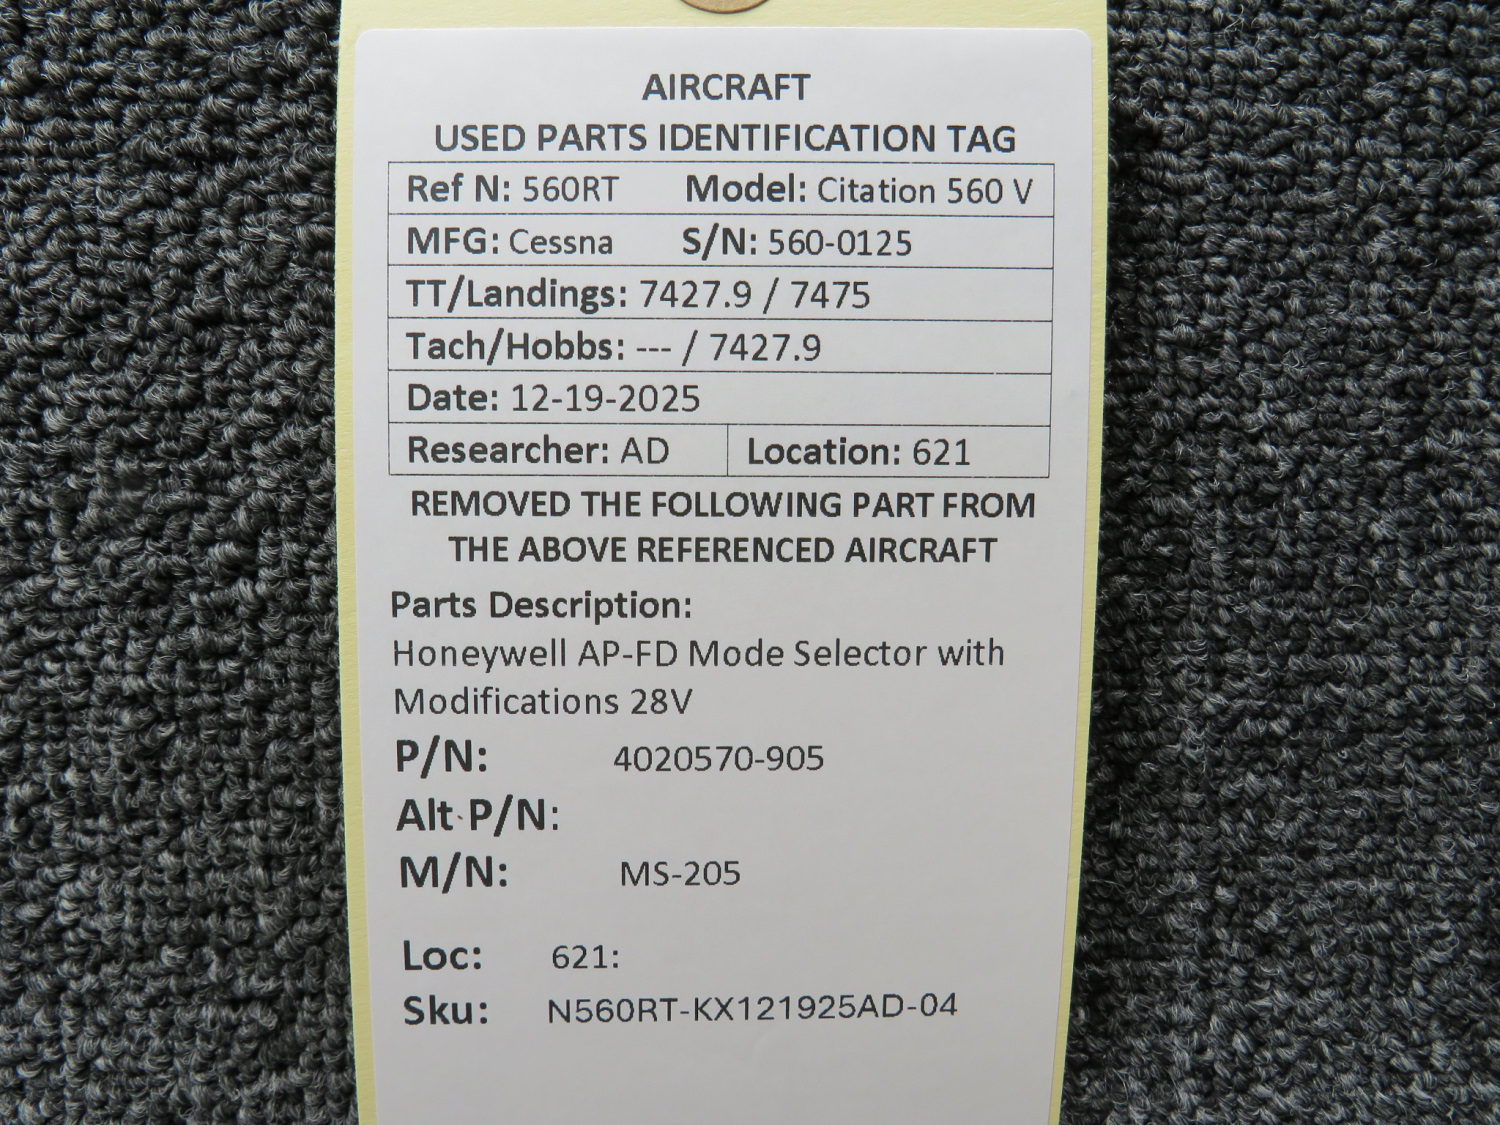 AIRCRAFT
USED PARTS IDENTIFICATION TAG
Ref N: 560RT Model: Citation 560 V
MFG: Cessna S/N: 560-0125
TT/Landings: 7427.9 / 7475
Tach/Hobbs: --- / 7427.9
Date: 12-19-2025
Researcher: AD Location: 621
REMOVED THE FOLLOWING PART FROM
THE ABOVE REFERENCED AIRCRAFT
Parts Description:
Honeywell AP-FD Mode Selector with
Modifications 28V
P/N: 4020570-905
Alt P/N:
M/N: MS-205
Loc: 621:
Sku: N560RT-KX121925AD-04